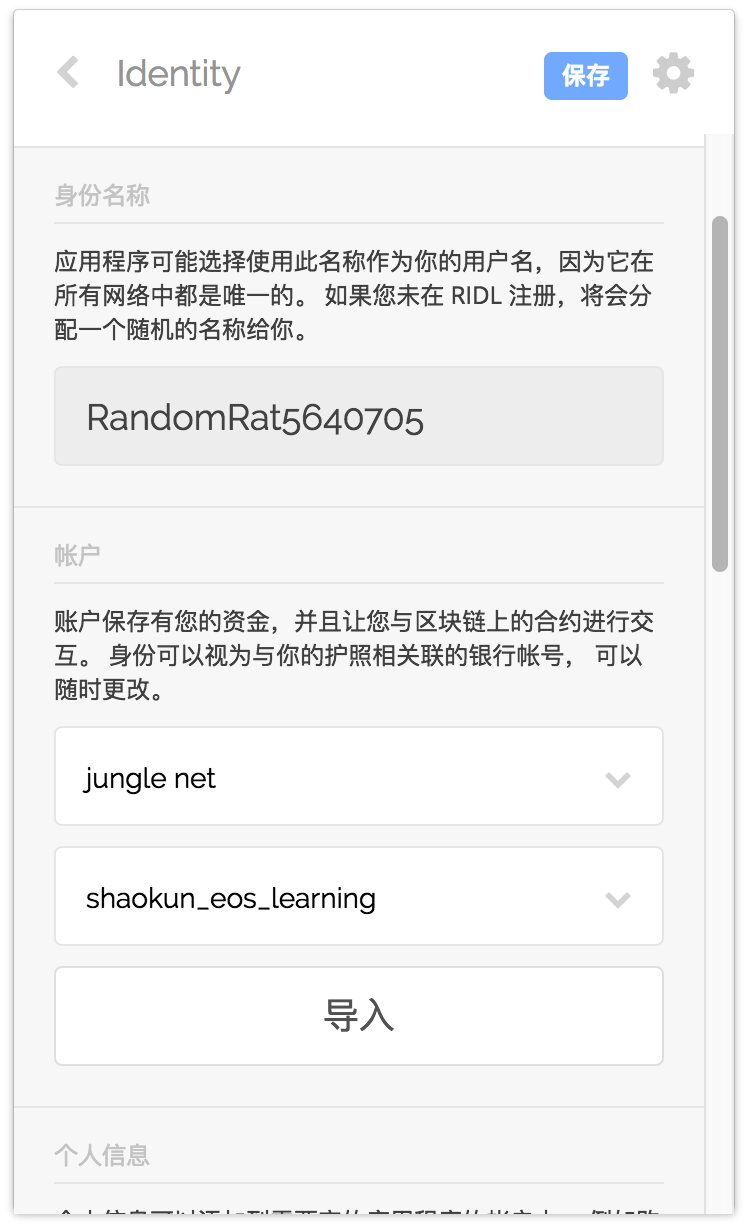 Identity
保存
身份名称
应用程序可能选择使用此名称作为你的用户名，因为它在
所有网络中都是唯一的。 如果您未在 RIDL 注册，将会分
配一个随机的名称给你。
RandomRat5640705
帐户
账户保存有您的资金，并且让您与区块链上的合约进行交
互。 身份可以视为与你的护照相关联的银行帐号， 可以
随时更改。
jungle net
shaokun_eos_learning
导入
个人信息